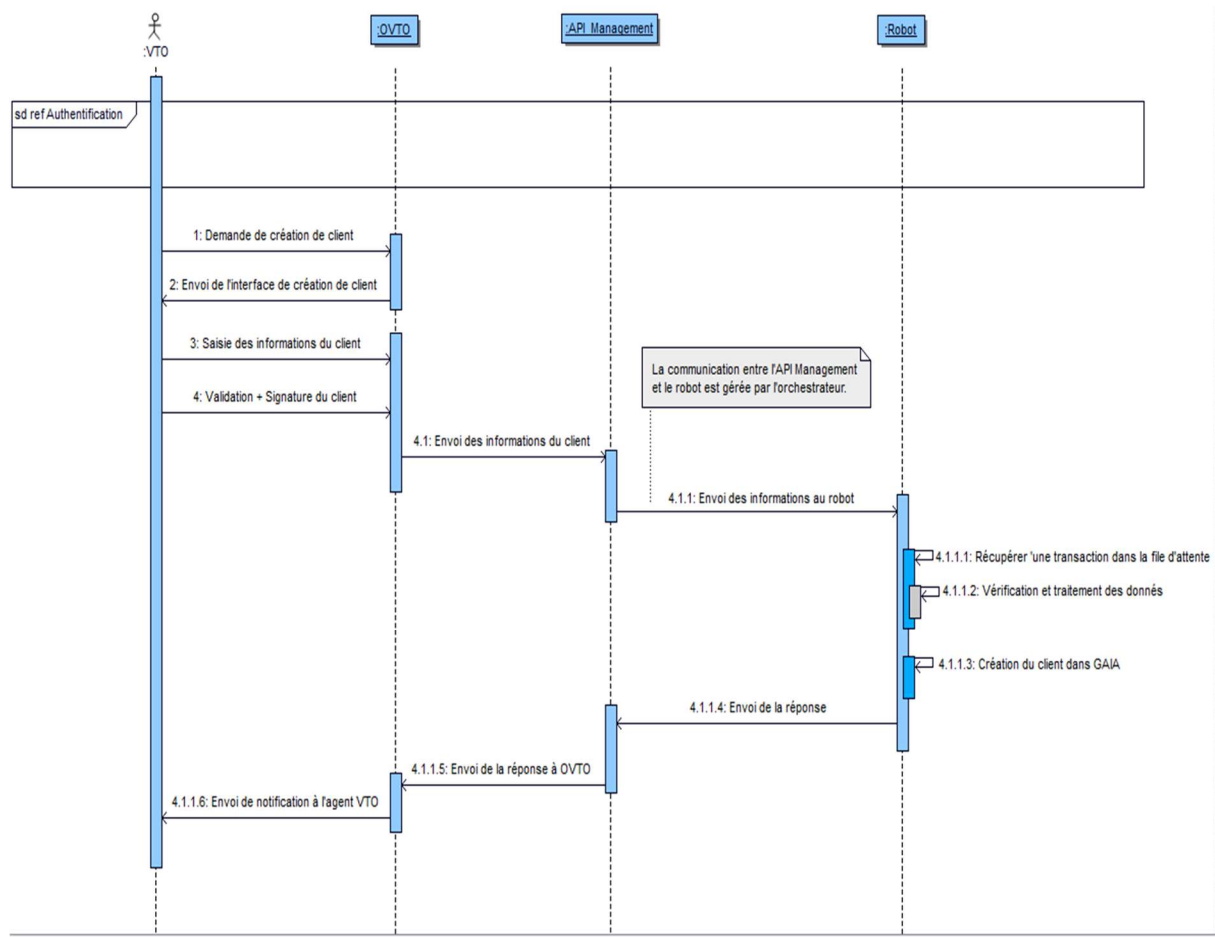 :VTO
:OVTO
:API Management
:Robot
sd ref Authentification
1: Demande de création de client
2: Envoi de l'interface de création de client
3: Saisie des informations du client
La communication entre l'API Management
et le robot est gérée par l'orchestrateur.
4: Validation + Signature du client
4.1: Envoi des informations du client
4.1.1: Envoi des informations au robot
4.1.1.1: Récupérer 'une transaction dans la file d'attente
4.1.1.2: Vérification et traitement des donnés
4.1.1.3: Création du client dans GAIA
4.1.1.4: Envoi de la réponse
4.1.1.5: Envoi de la réponse à OVTO
4.1.1.6: Envoi de notification à l'agent VTO